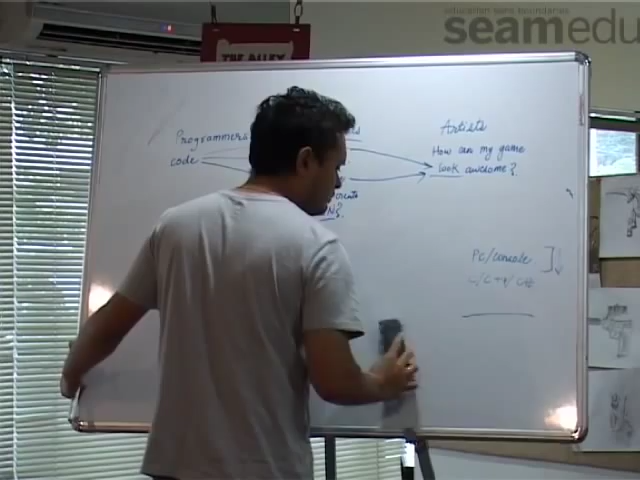 education sans boundaries
seamedu
THE ALLEY
Programmers
Artists
code
How can my game
look awesome?
PC/console
C/C++/C#